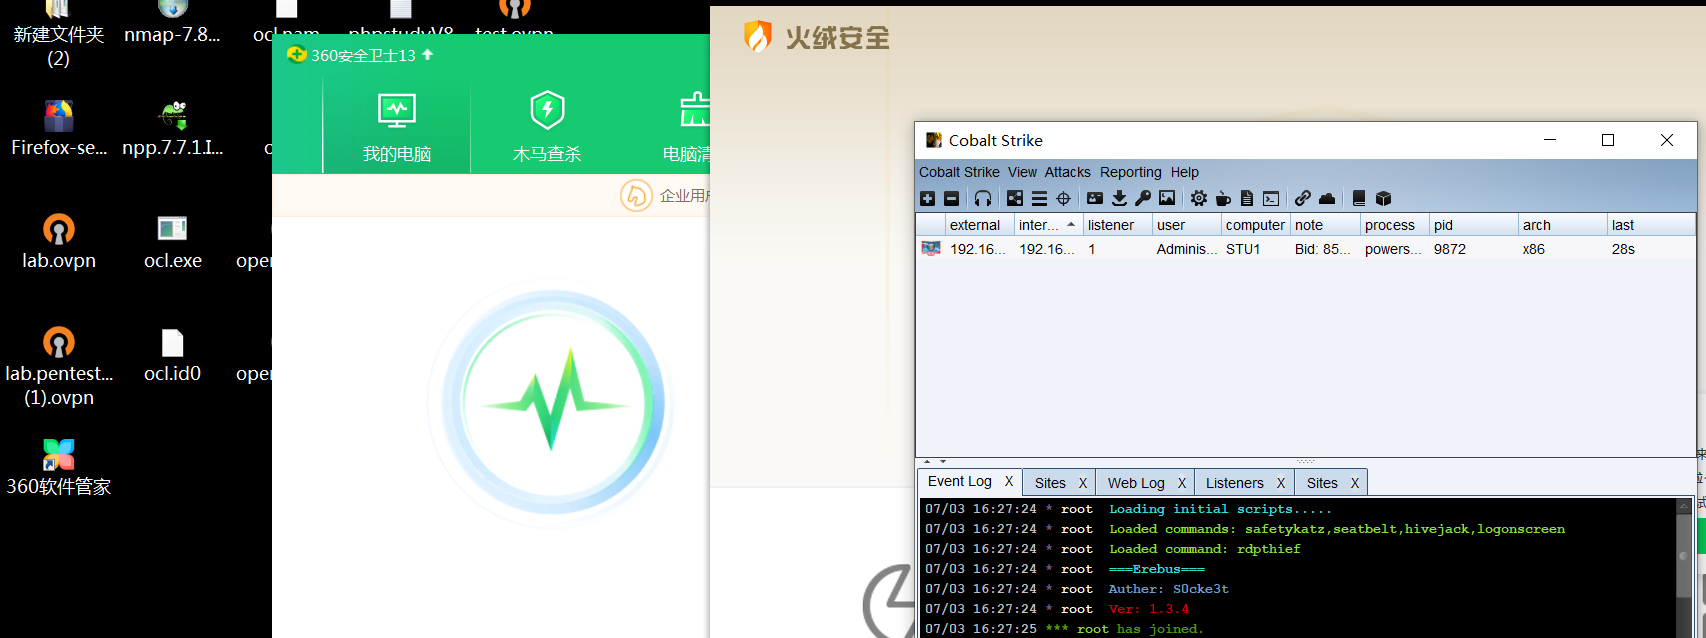 新建文件夹
(2)
nmap-7.8...
ocl.pam
phpstudyV8
test.ovpn
Firefox-se...
npp.7.7.1.I...
lab.ovpn
ocl.exe
oper
lab.pentest...
(1).ovpn
ocl.id0
oper
360软件管家
360安全卫士13
我的电脑
木马查杀
电脑清
企业用户
火绒安全
Cobalt Strike
Cobalt Strike View Attacks Reporting Help
external inter... listener user computer note process pid arch last
192.16... 192.16... 1 Adminis... STU1 Bid: 85... powers... 9872 x86 28s
Event Log X Sites X Web Log X Listeners X Sites X
07/03 16:27:24 * root Loading initial scripts.....
07/03 16:27:24 * root Loaded commands: safetykatz,seatbelt,hivejack,logonscreen
07/03 16:27:24 * root Loaded command: rdpthief
07/03 16:27:24 * root ===Erebus===
07/03 16:27:24 * root Auther: S0cke3t
07/03 16:27:24 * root Ver: 1.3.4
07/03 16:27:25 *** root has joined.